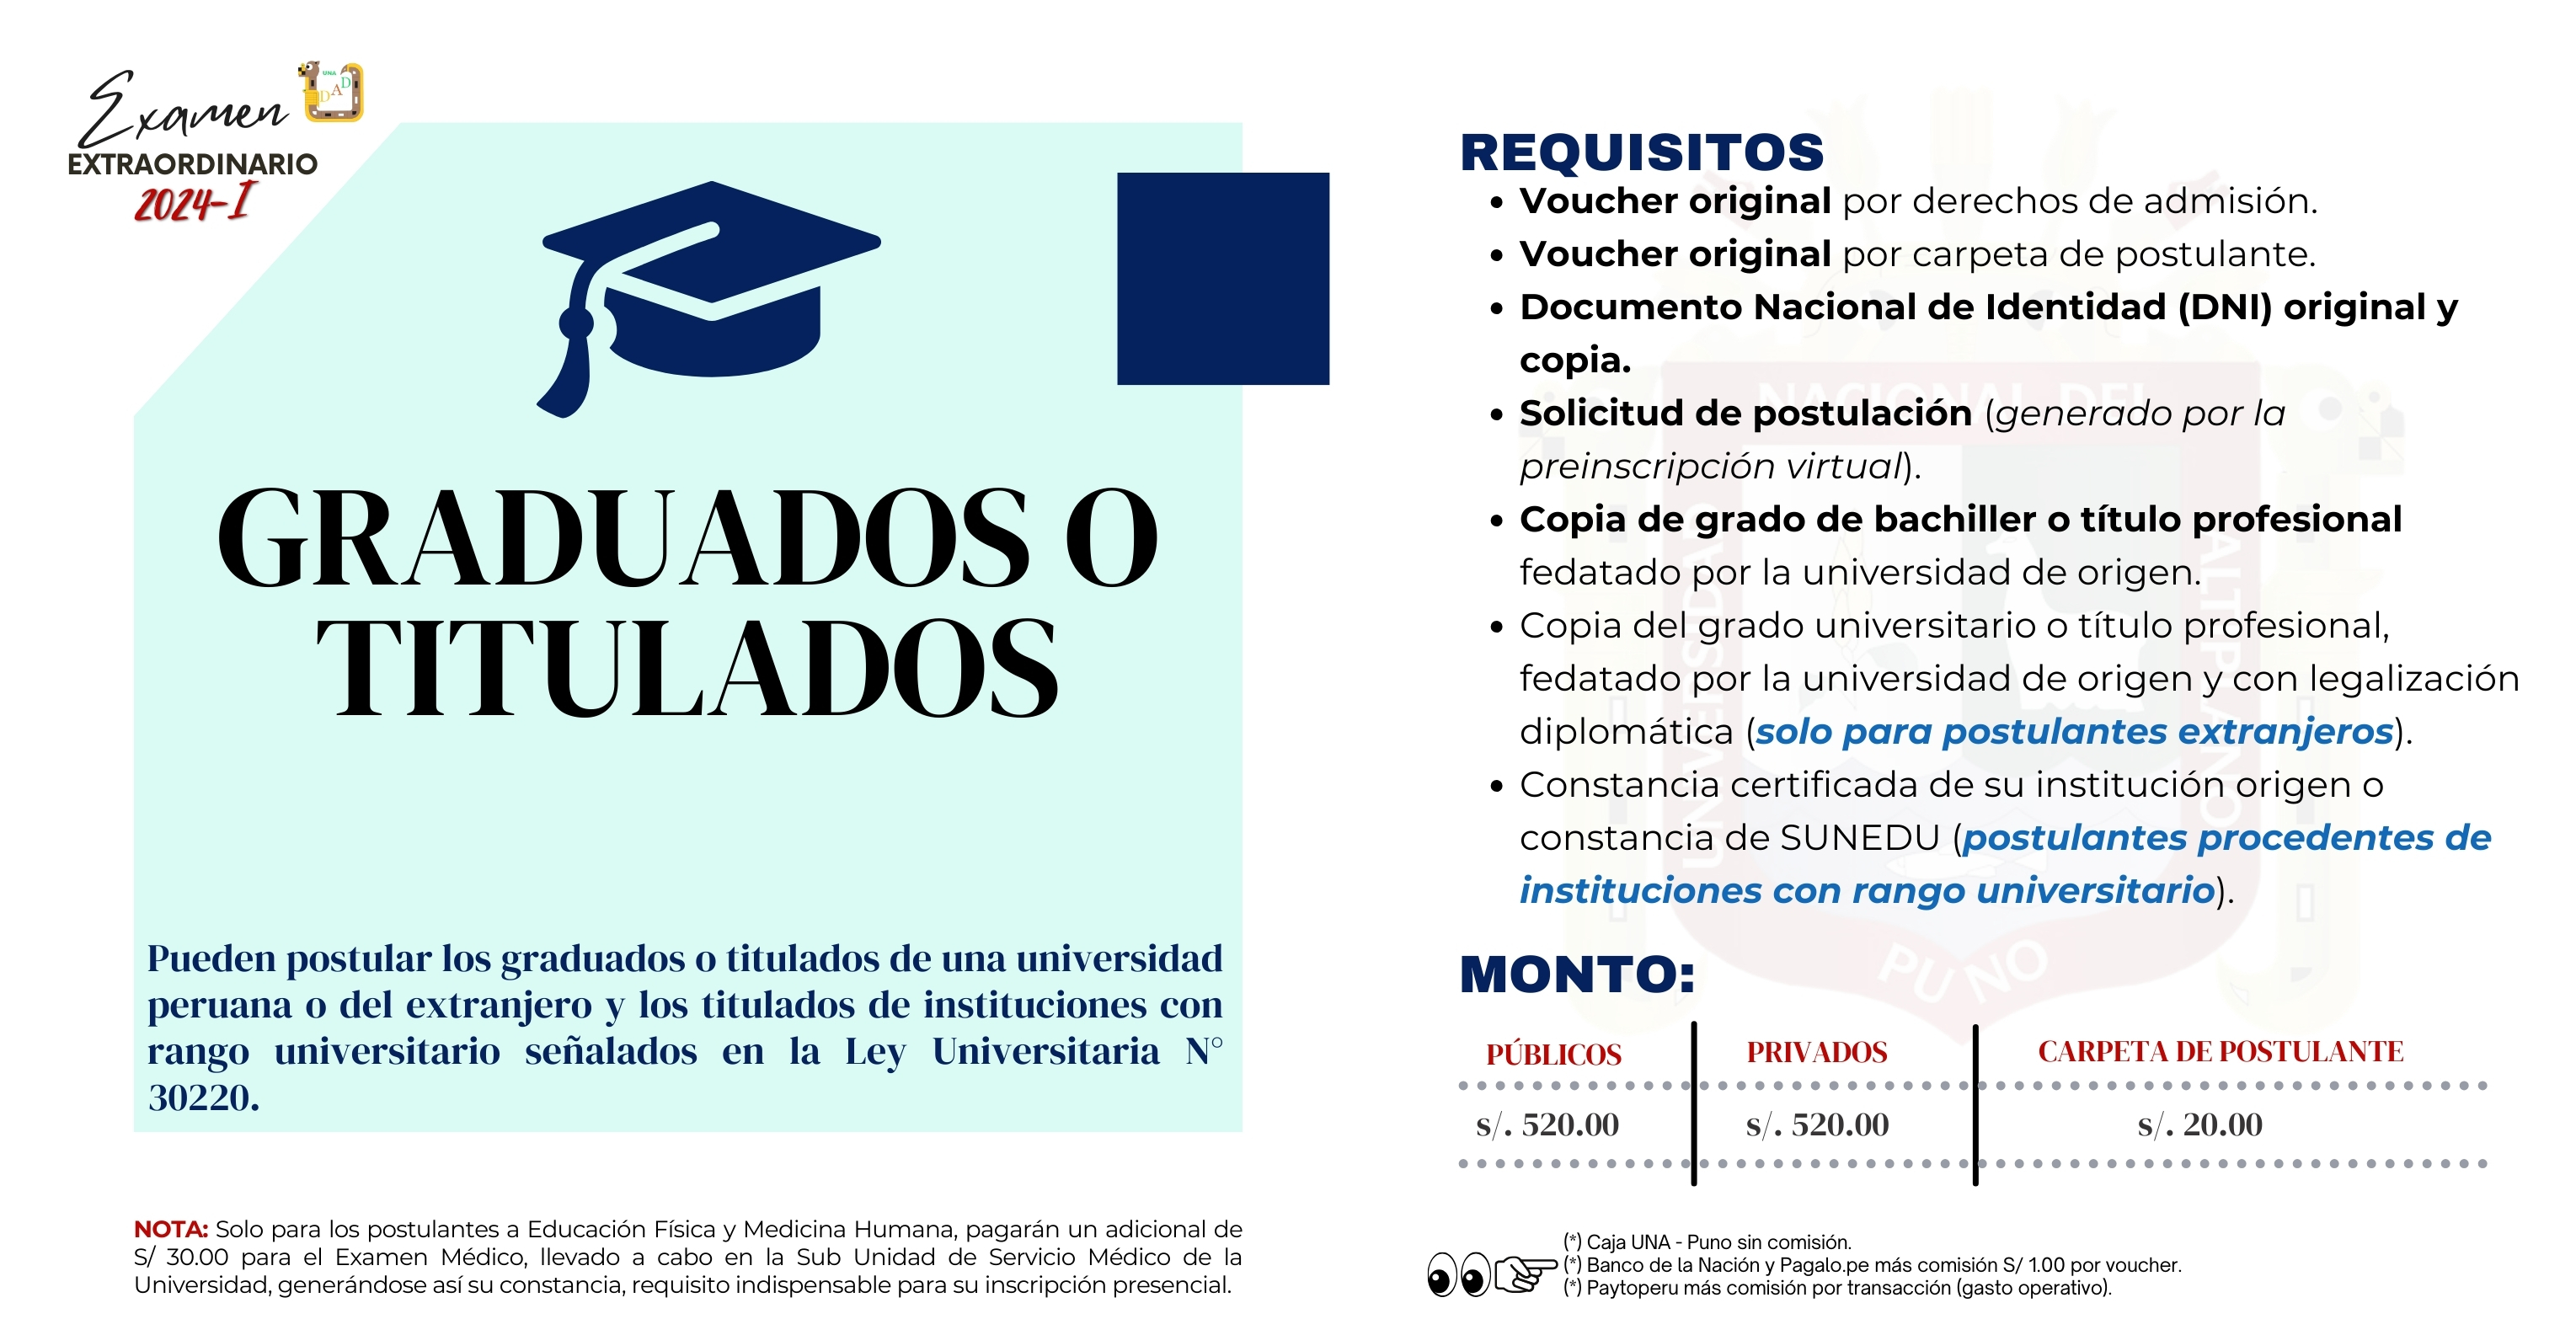 Examen
UNA
DAD
EXTRAORDINARIO
2024-I
GRADUADOS O
TITULADOS
Pueden postular los graduados o titulados de una universidad
peruana o del extranjero y los titulados de instituciones con
rango universitario señalados en la Ley Universitaria N°
30220.
NOTA: Solo para los postulantes a Educación Física y Medicina Humana, pagarán un adicional de
S/ 30.00 para el Examen Médico, llevado a cabo en la Sub Unidad de Servicio Médico de la
Universidad, generándose así su constancia, requisito indispensable para su inscripción presencial.
REQUISITOS
• Voucher original por derechos de admisión.
• Voucher original por carpeta de postulante.
• Documento Nacional de Identidad (DNI) original y
copia.
• Solicitud de postulación (generado por la
preinscripción virtual).
• Copia de grado de bachiller o título profesional
fedatado por la universidad de origen.
• Copia del grado universitario o título profesional,
fedatado por la universidad de origen y con legalización
diplomática (solo para postulantes extranjeros).
• Constancia certificada de su institución origen o
constancia de SUNEDU (postulantes procedentes de
instituciones con rango universitario).
UNIVERSIDAD
NACIONAL DEL
ALTIPLANO
PUNO
MONTO:
PÚBLICOS PRIVADOS CARPETA DE POSTULANTE
s/. 520.00 s/. 520.00 s/. 20.00
(*) Caja UNA - Puno sin comisión.
(*) Banco de la Nación y Pagalo.pe más comisión S/ 1.00 por voucher.
(*) Paytoperu más comisión por transacción (gasto operativo).